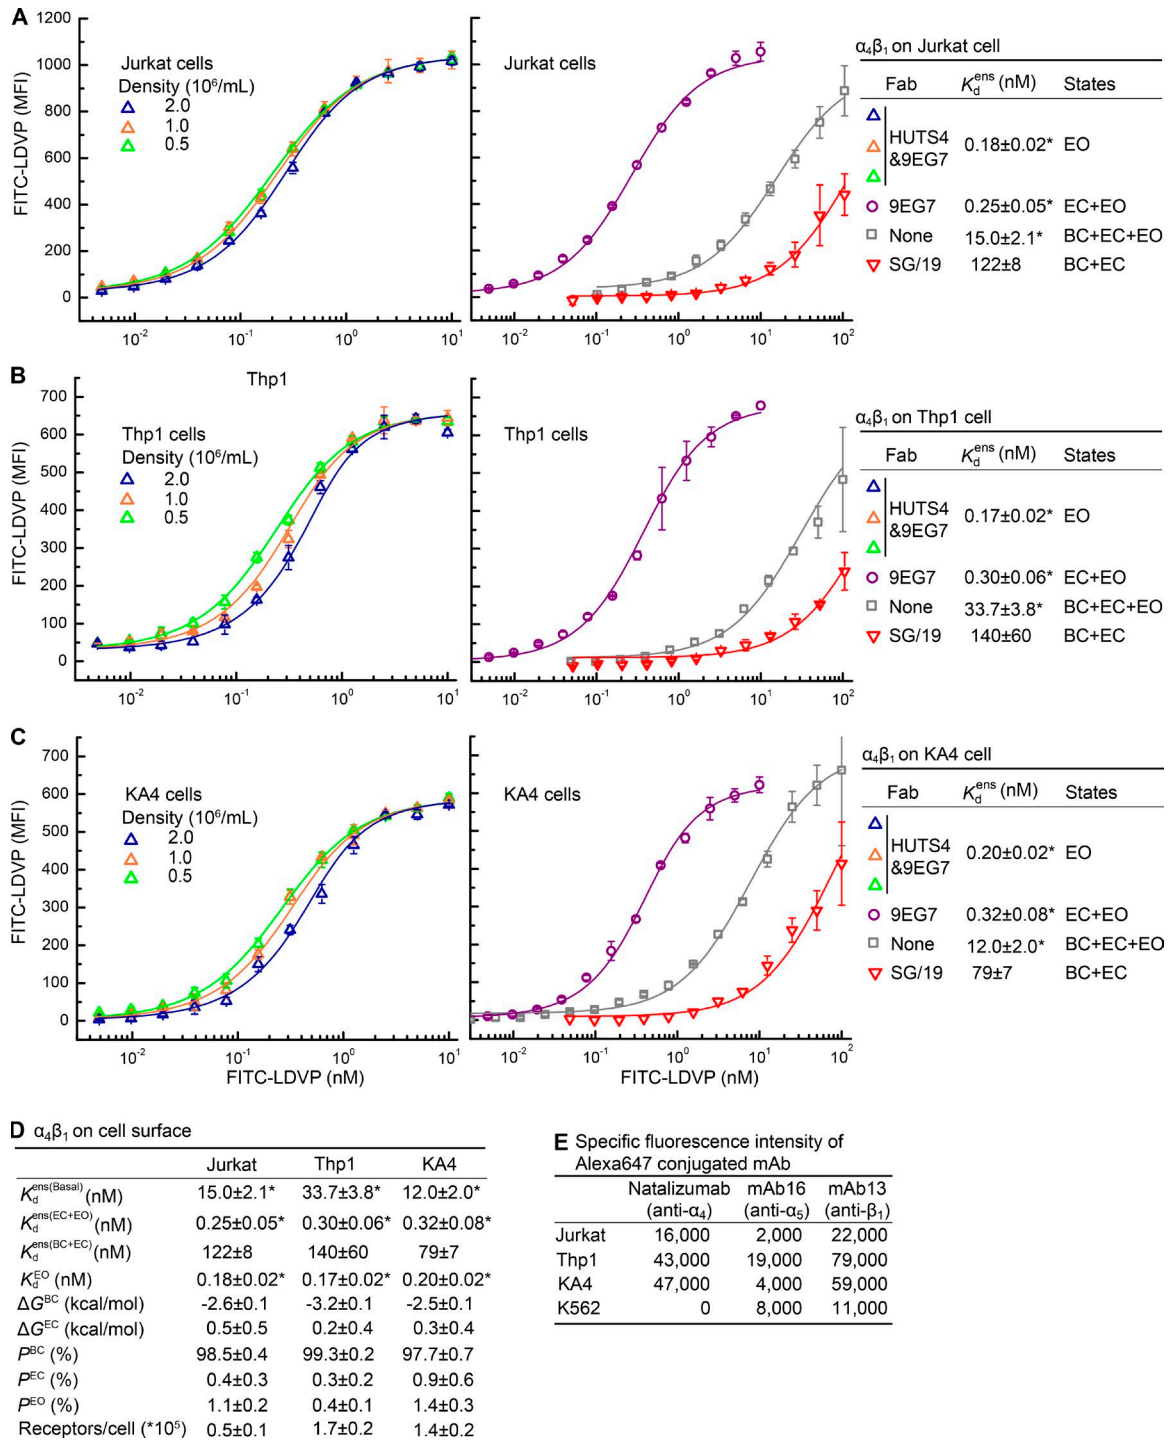 A
1200
1000
800
600
400
200
0
FITC-LDVP (MFI)
Jurkat cells
Density (10⁶/mL)
2.0
1.0
0.5
10⁻² 10⁻¹ 10⁰ 10¹
Jurkat cells
10⁻² 10⁻¹ 10⁰ 10¹ 10²
α₄β₁ on Jurkat cell
Fab K_d^ens (nM) States
HUTS4 &9EG7 0.18±0.02* EO
9EG7 0.25±0.05* EC+EO
None 15.0±2.1* BC+EC+EO
SG/19 122±8 BC+EC
B
Thp1
700
600
500
400
300
200
100
0
FITC-LDVP (MFI)
Thp1 cells
Density (10⁶/mL)
2.0
1.0
0.5
10⁻² 10⁻¹ 10⁰ 10¹
Thp1 cells
10⁻² 10⁻¹ 10⁰ 10¹ 10²
α₄β₁ on Thp1 cell
Fab K_d^ens (nM) States
HUTS4 &9EG7 0.17±0.02* EO
9EG7 0.30±0.06* EC+EO
None 33.7±3.8* BC+EC+EO
SG/19 140±60 BC+EC
C
700
600
500
400
300
200
100
0
FITC-LDVP (MFI)
KA4 cells
Density (10⁶/mL)
2.0
1.0
0.5
10⁻² 10⁻¹ 10⁰ 10¹
FITC-LDVP (nM)
KA4 cells
10⁻² 10⁻¹ 10⁰ 10¹ 10²
FITC-LDVP (nM)
α₄β₁ on KA4 cell
Fab K_d^ens (nM) States
HUTS4 &9EG7 0.20±0.02* EO
9EG7 0.32±0.08* EC+EO
None 12.0±2.0* BC+EC+EO
SG/19 79±7 BC+EC
D α₄β₁ on cell surface
Jurkat Thp1 KA4
K_d^ens(Basal) (nM) 15.0±2.1* 33.7±3.8* 12.0±2.0*
K_d^ens(EC+EO) (nM) 0.25±0.05* 0.30±0.06* 0.32±0.08*
K_d^ens(BC+EC) (nM) 122±8 140±60 79±7
K_d^EO (nM) 0.18±0.02* 0.17±0.02* 0.20±0.02*
ΔG^BC (kcal/mol) -2.6±0.1 -3.2±0.1 -2.5±0.1
ΔG^EC (kcal/mol) 0.5±0.5 0.2±0.4 0.3±0.4
P^BC (%) 98.5±0.4 99.3±0.2 97.7±0.7
P^EC (%) 0.4±0.3 0.3±0.2 0.9±0.6
P^EO (%) 1.1±0.2 0.4±0.1 1.4±0.3
Receptors/cell (*10⁵) 0.5±0.1 1.7±0.2 1.4±0.2
E Specific fluorescence intensity of
Alexa647 conjugated mAb
Natalizumab mAb16 mAb13
(anti-α₄) (anti-α₅) (anti-β₁)
Jurkat 16,000 2,000 22,000
Thp1 43,000 19,000 79,000
KA4 47,000 4,000 59,000
K562 0 8,000 11,000